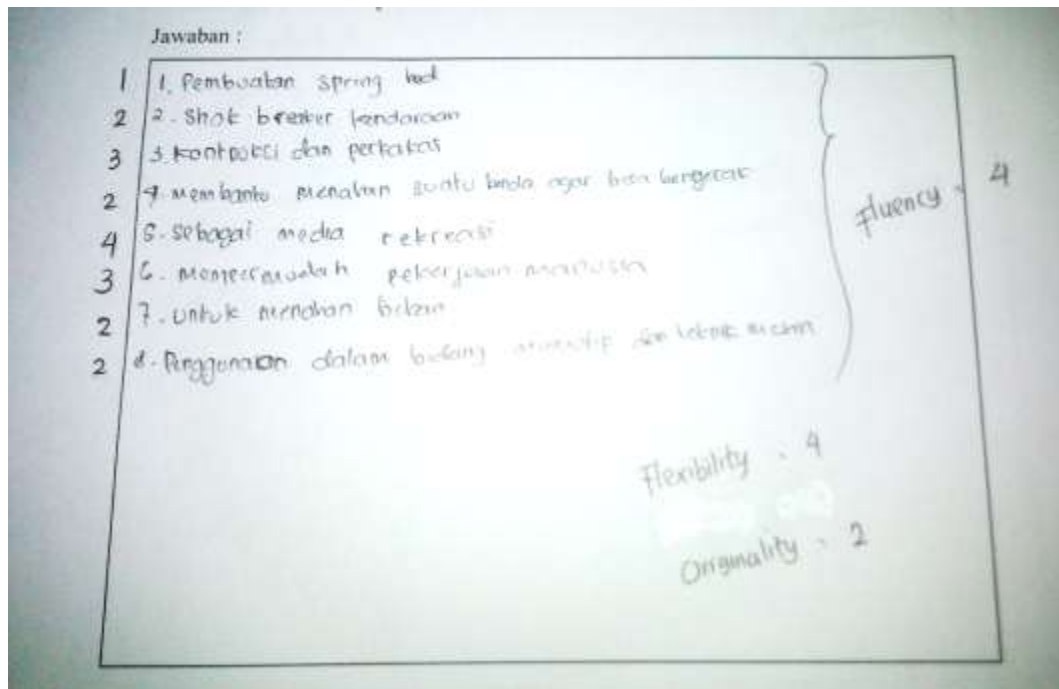 Jawaban :
1 1. Pembuatan spring bed
2 2. Shok breaker kendaraan
3 3. kontruksi dan perkakas
2 4. Membantu menahan suatu benda agar bisa bergerak
4 5. sebagai media rekreasi
3 6. pekerjaan manusia
2 7. untuk menahan beban
2 8. Penggunaan dalam bidang dan teknik mesin
Fluency : 4
Flexibility : 4
Originality : 2